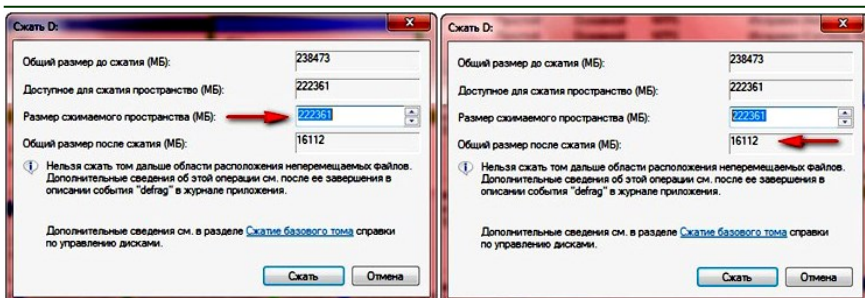 Сжать D:
Общий размер до сжатия (МБ): 238473
Доступное для сжатия пространство (МБ): 222361
Размер сжимаемого пространства (МБ): 222361
Общий размер после сжатия (МБ): 16112
Нельзя сжать том дальше области расположения неперемещаемых файлов.
Дополнительные сведения об этой операции см. после ее завершения в
описании события "defrag" в журнале приложения.
Дополнительные сведения см. в разделе Сжатие базового тома справки
по управлению дисками.
Сжать Отмена
Сжать D:
Общий размер до сжатия (МБ): 238473
Доступное для сжатия пространство (МБ): 222361
Размер сжимаемого пространства (МБ): 222361
Общий размер после сжатия (МБ): 16112
Нельзя сжать том дальше области расположения неперемещаемых файлов.
Дополнительные сведения об этой операции см. после ее завершения в
описании события "defrag" в журнале приложения.
Дополнительные сведения см. в разделе Сжатие базового тома справки
по управлению дисками.
Сжать Отмена